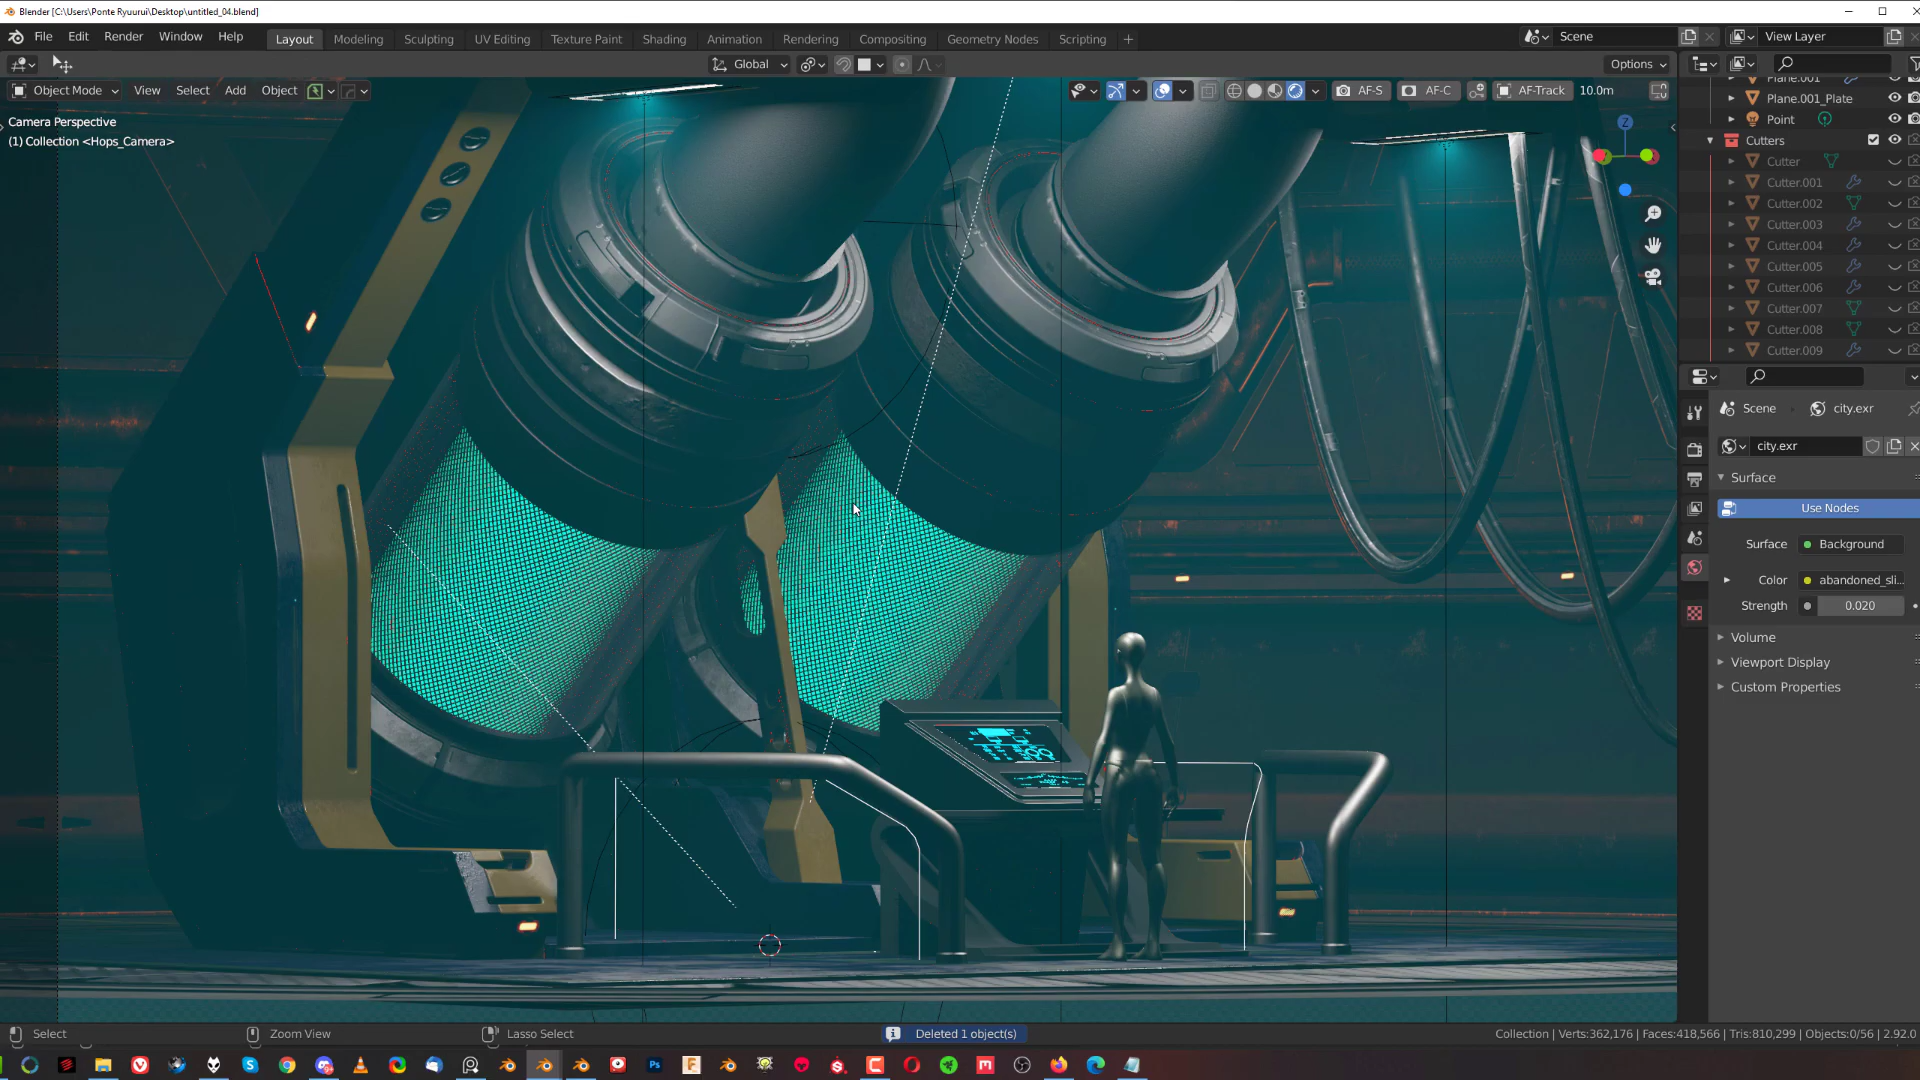 Blender [C:\Users\Ponte Ryuurui\Desktop\untitled_04.blend]
File Edit Render Window Help
Layout Modeling Sculpting UV Editing Texture Paint Shading Animation Rendering Compositing Geometry Nodes Scripting +
Scene
View Layer
Global
Options
Object Mode View Select Add Object
AF-S AF-C AF-Track 10.0m
Camera Perspective
(1) Collection <Hops_Camera>
Z
Plane.001
Plane.001_Plate
Point
Cutters
Cutter
Cutter.001
Cutter.002
Cutter.003
Cutter.004
Cutter.005
Cutter.006
Cutter.007
Cutter.008
Cutter.009
Scene city.exr
city.exr
Surface
Use Nodes
Surface Background
Color abandoned_sli...
Strength 0.020
Volume
Viewport Display
Custom Properties
Select Zoom View Lasso Select
Deleted 1 object(s)
Collection | Verts:362,176 | Faces:418,566 | Tris:810,299 | Objects:0/56 | 2.92.0